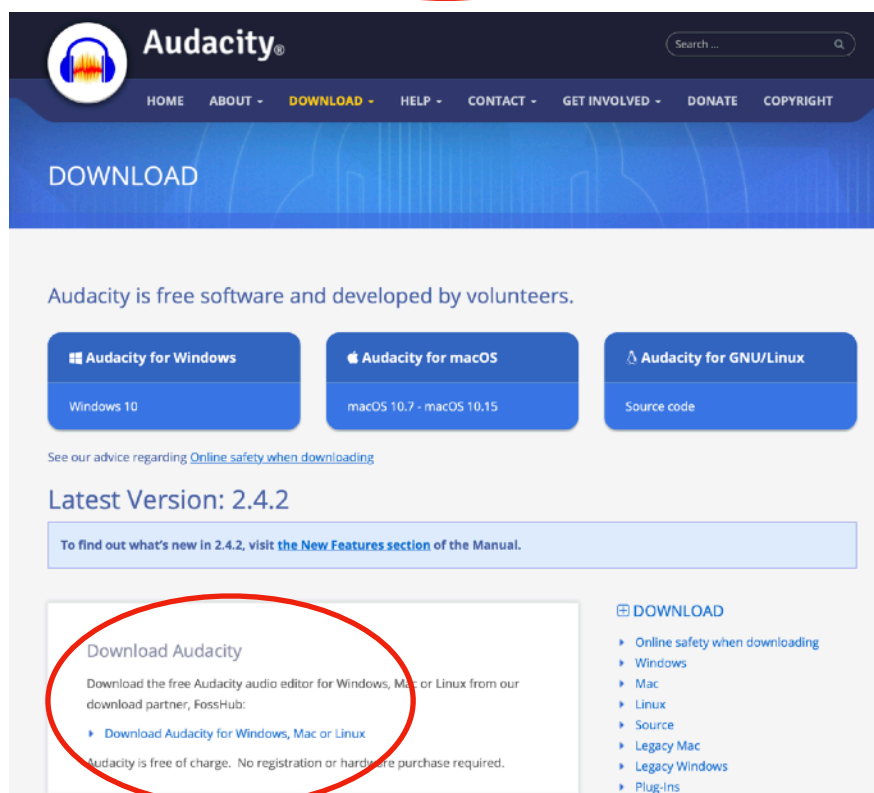 Audacity®
Search ...
HOME ABOUT DOWNLOAD HELP CONTACT GET INVOLVED DONATE COPYRIGHT
DOWNLOAD
Audacity is free software and developed by volunteers.
Audacity for Windows
Windows 10
Audacity for macOS
macOS 10.7 - macOS 10.15
Audacity for GNU/Linux
Source code
See our advice regarding Online safety when downloading
Latest Version: 2.4.2
To find out what's new in 2.4.2, visit the New Features section of the Manual.
Download Audacity
Download the free Audacity audio editor for Windows, Mac or Linux from our
download partner, FossHub:
Download Audacity for Windows, Mac or Linux
Audacity is free of charge. No registration or hardware purchase required.
DOWNLOAD
Online safety when downloading
Windows
Mac
Linux
Source
Legacy Mac
Legacy Windows
Plug-Ins